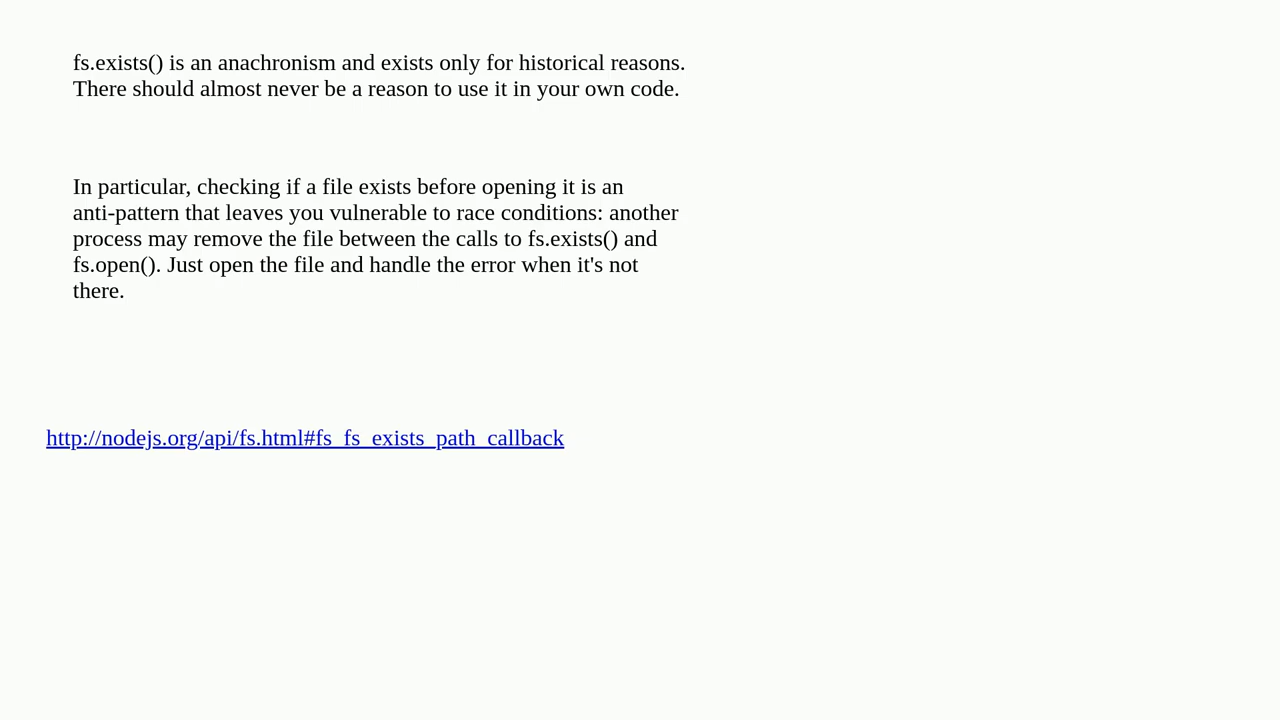 fs.exists() is an anachronism and exists only for historical reasons.
There should almost never be a reason to use it in your own code.
In particular, checking if a file exists before opening it is an
anti-pattern that leaves you vulnerable to race conditions: another
process may remove the file between the calls to fs.exists() and
fs.open(). Just open the file and handle the error when it's not
there.
http://nodejs.org/api/fs.html#fs_fs_exists_path_callback